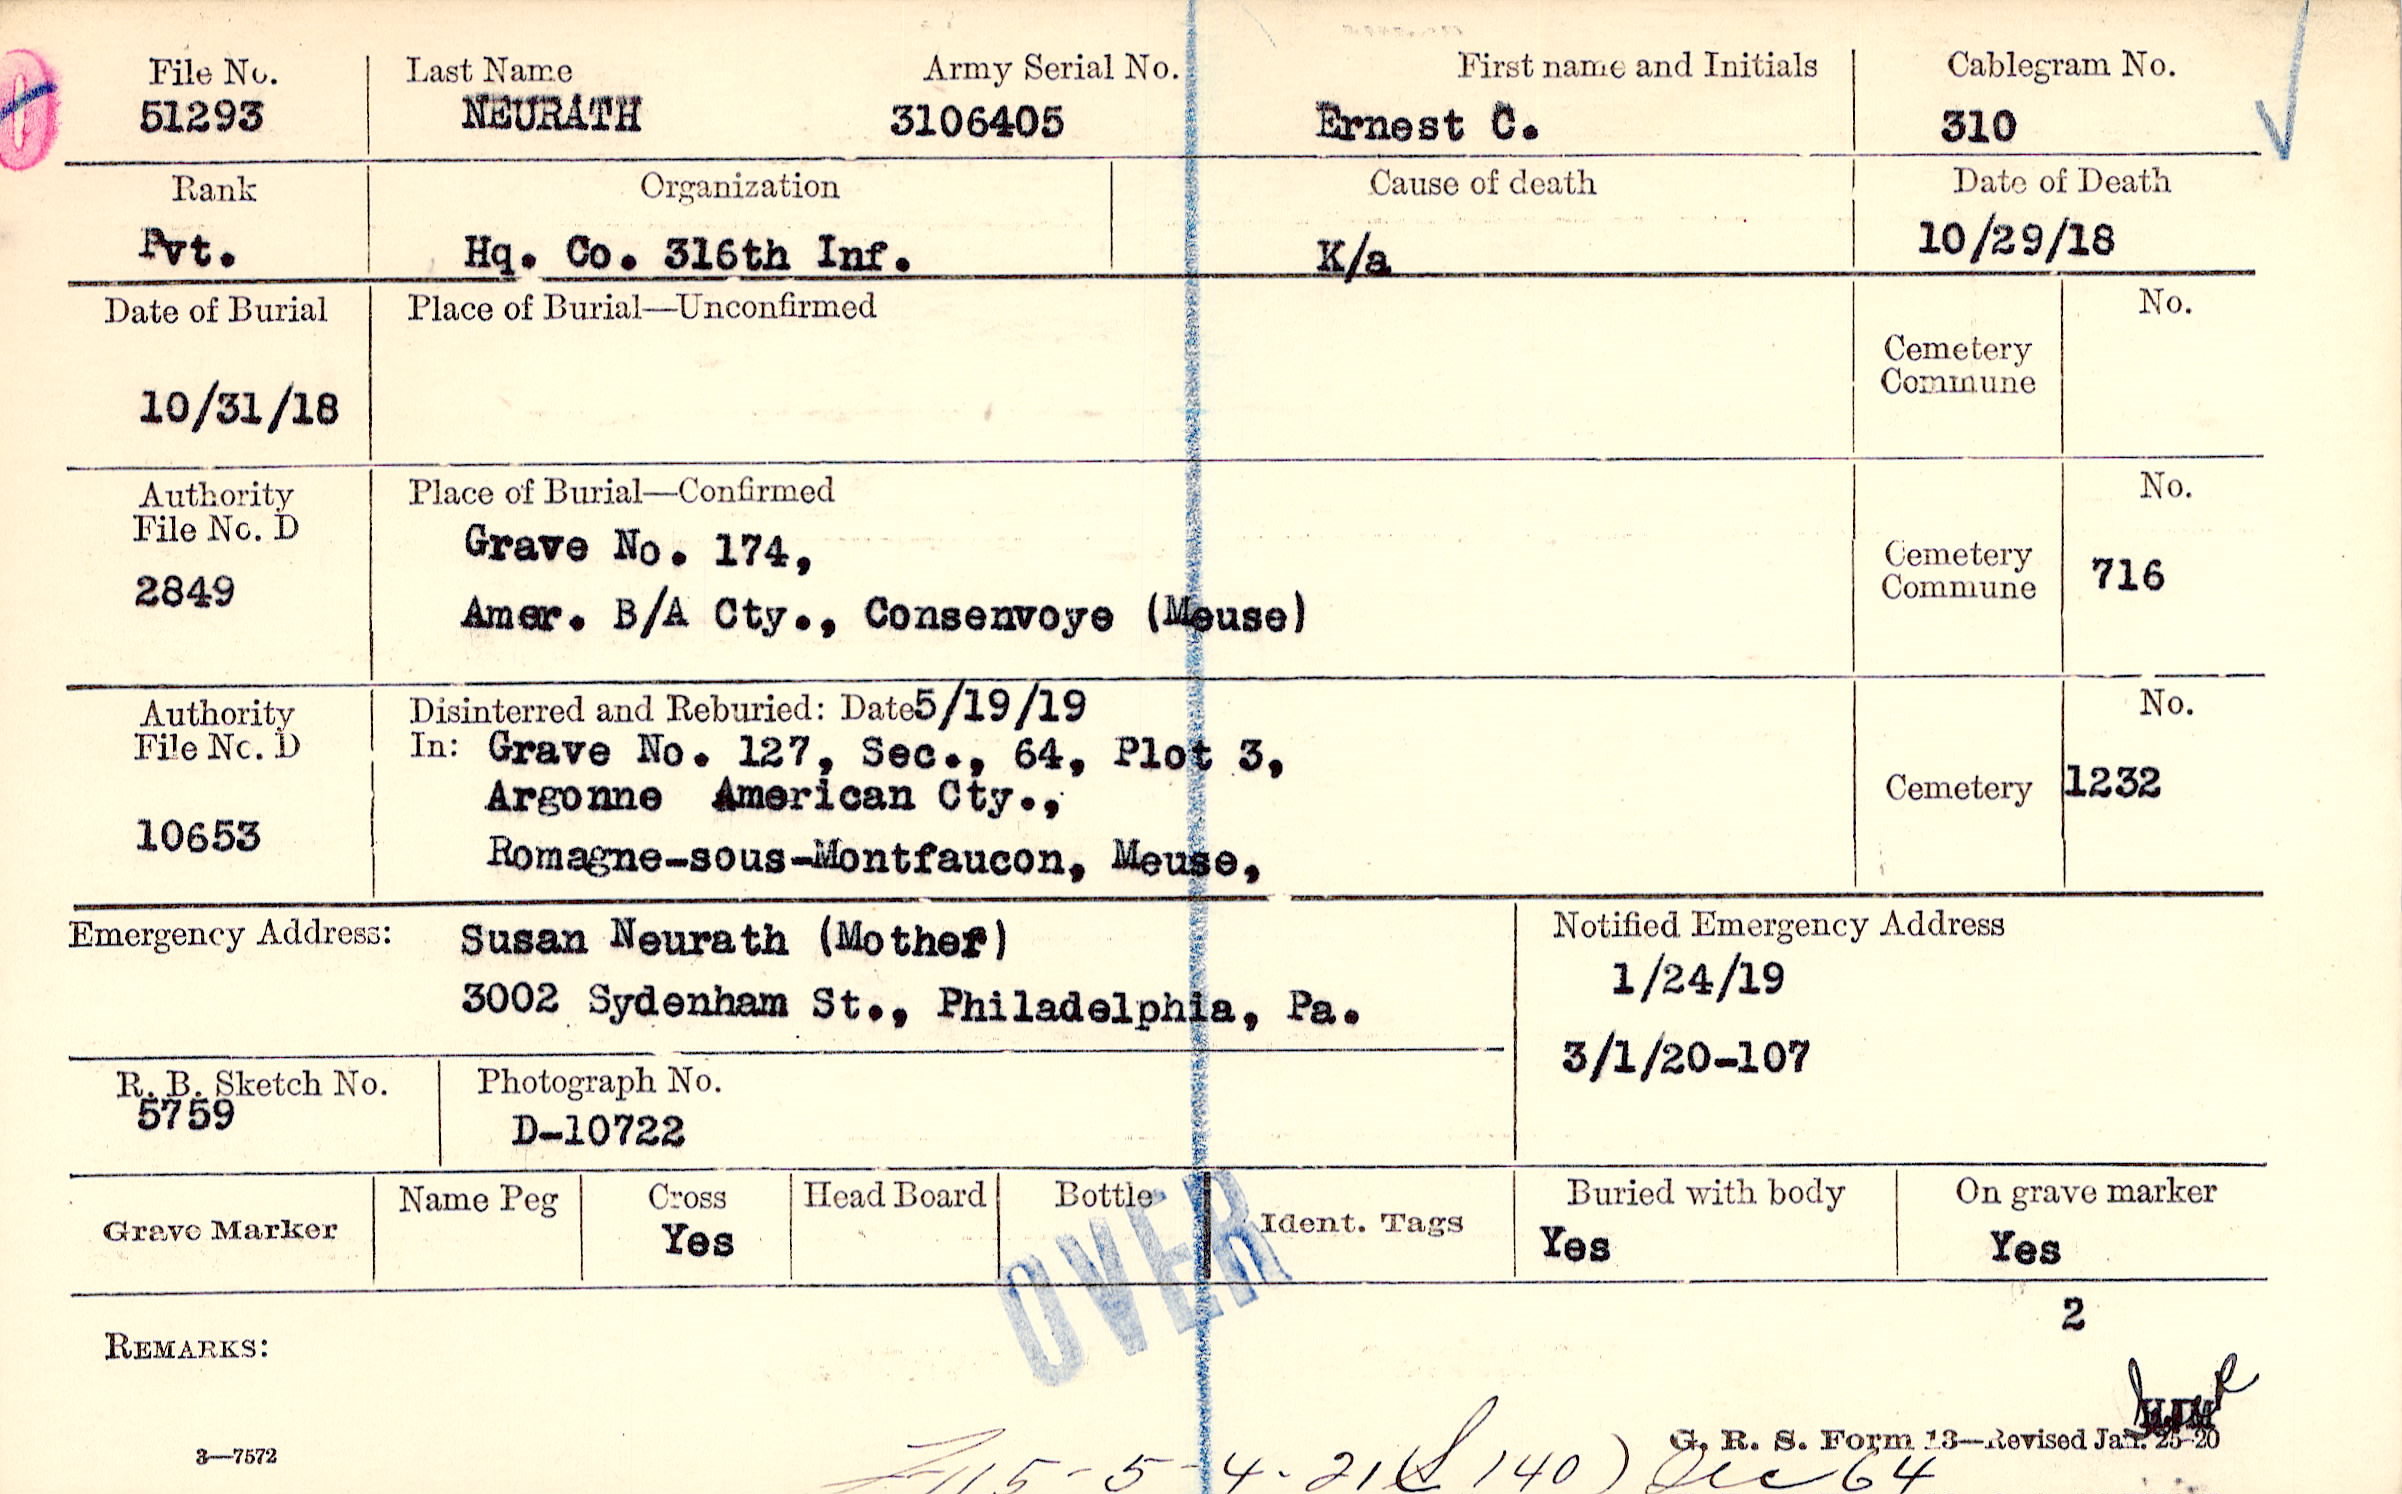 File No. Last Name Army Serial No. First name and Initials Cablegram No.
51293 NEURATH 3106405 Ernest C. 310
Rank Organization Cause of death Date of Death
Pvt. Hq. Co. 316th Inf. K/a 10/29/18
Date of Burial Place of Burial—Unconfirmed No.
Cemetery
Commune
10/31/18
Authority Place of Burial—Confirmed No.
File No. D
Grave No. 174,
Cemetery
Commune 716
2849
Amer. B/A Cty., Consenvoye (Meuse)
Authority Disinterred and Reburied: Date 5/19/19 No.
File No. D In: Grave No. 127, Sec., 64, Plot 3,
Argonne American Cty., Cemetery 1232
10653
Romagne-sous-Montfaucon, Meuse,
Emergency Address: Susan Neurath (Mother) Notified Emergency Address
1/24/19
3002 Sydenham St., Philadelphia, Pa.
3/1/20-107
R. B. Sketch No. Photograph No.
5759 D-10722
Grave Marker Name Peg Cross Head Board Bottle Ident. Tags Buried with body On grave marker
Yes Yes Yes
OVER
2
REMARKS:
3—7572 G. R. S. Form 13—Revised Jan. 25-20
15-5-4-21 140) Sec 64